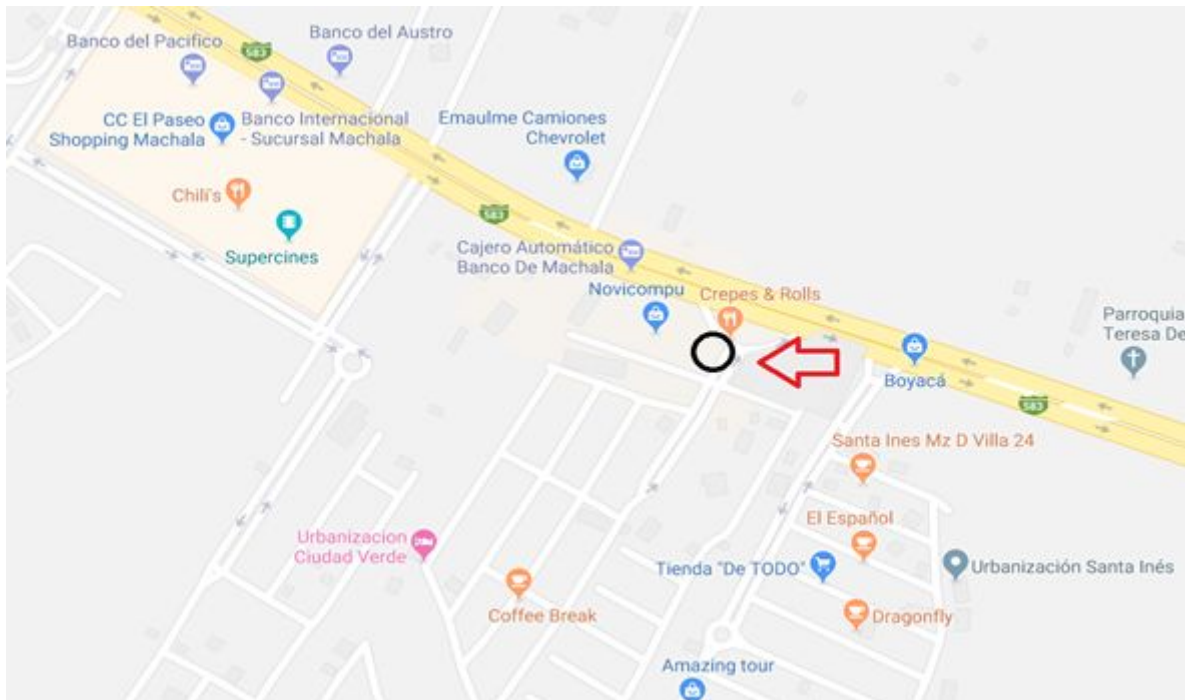 Banco del Pacifico
Banco del Austro
583
CC El Paseo
Shopping Machala
Banco Internacional
- Sucursal Machala
Emaulme Camiones
Chevrolet
Chili's
Supercines
583
Cajero Automático
Banco De Machala
Novicompu
Crepes & Rolls
Parroquia
Teresa De
Boyacá
583
Santa Ines Mz D Villa 24
El Español
Urbanizacion
Ciudad Verde
Tienda "De TODO"
Urbanización Santa Inés
Coffee Break
Dragonfly
Amazing tour